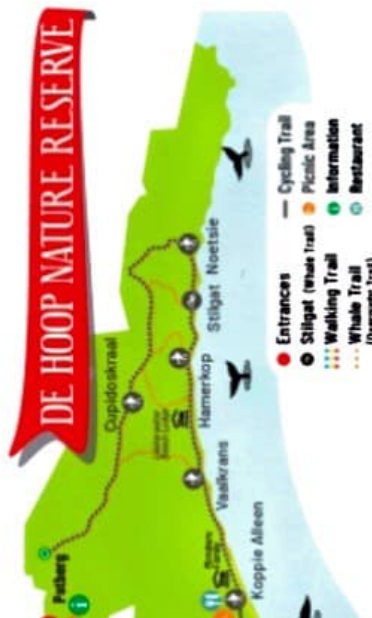 DE HOOP NATURE RESERVE
Potberg
Cupidoskraal
Noetsie
Stilgat
Hamerkop
Vaalkrans
Koppie Alleen
Entrances
Stilgat (Whale Trail)
Walking Trail
Whale Trail
Cycling Trail
Picnic Area
Information
Restaurant